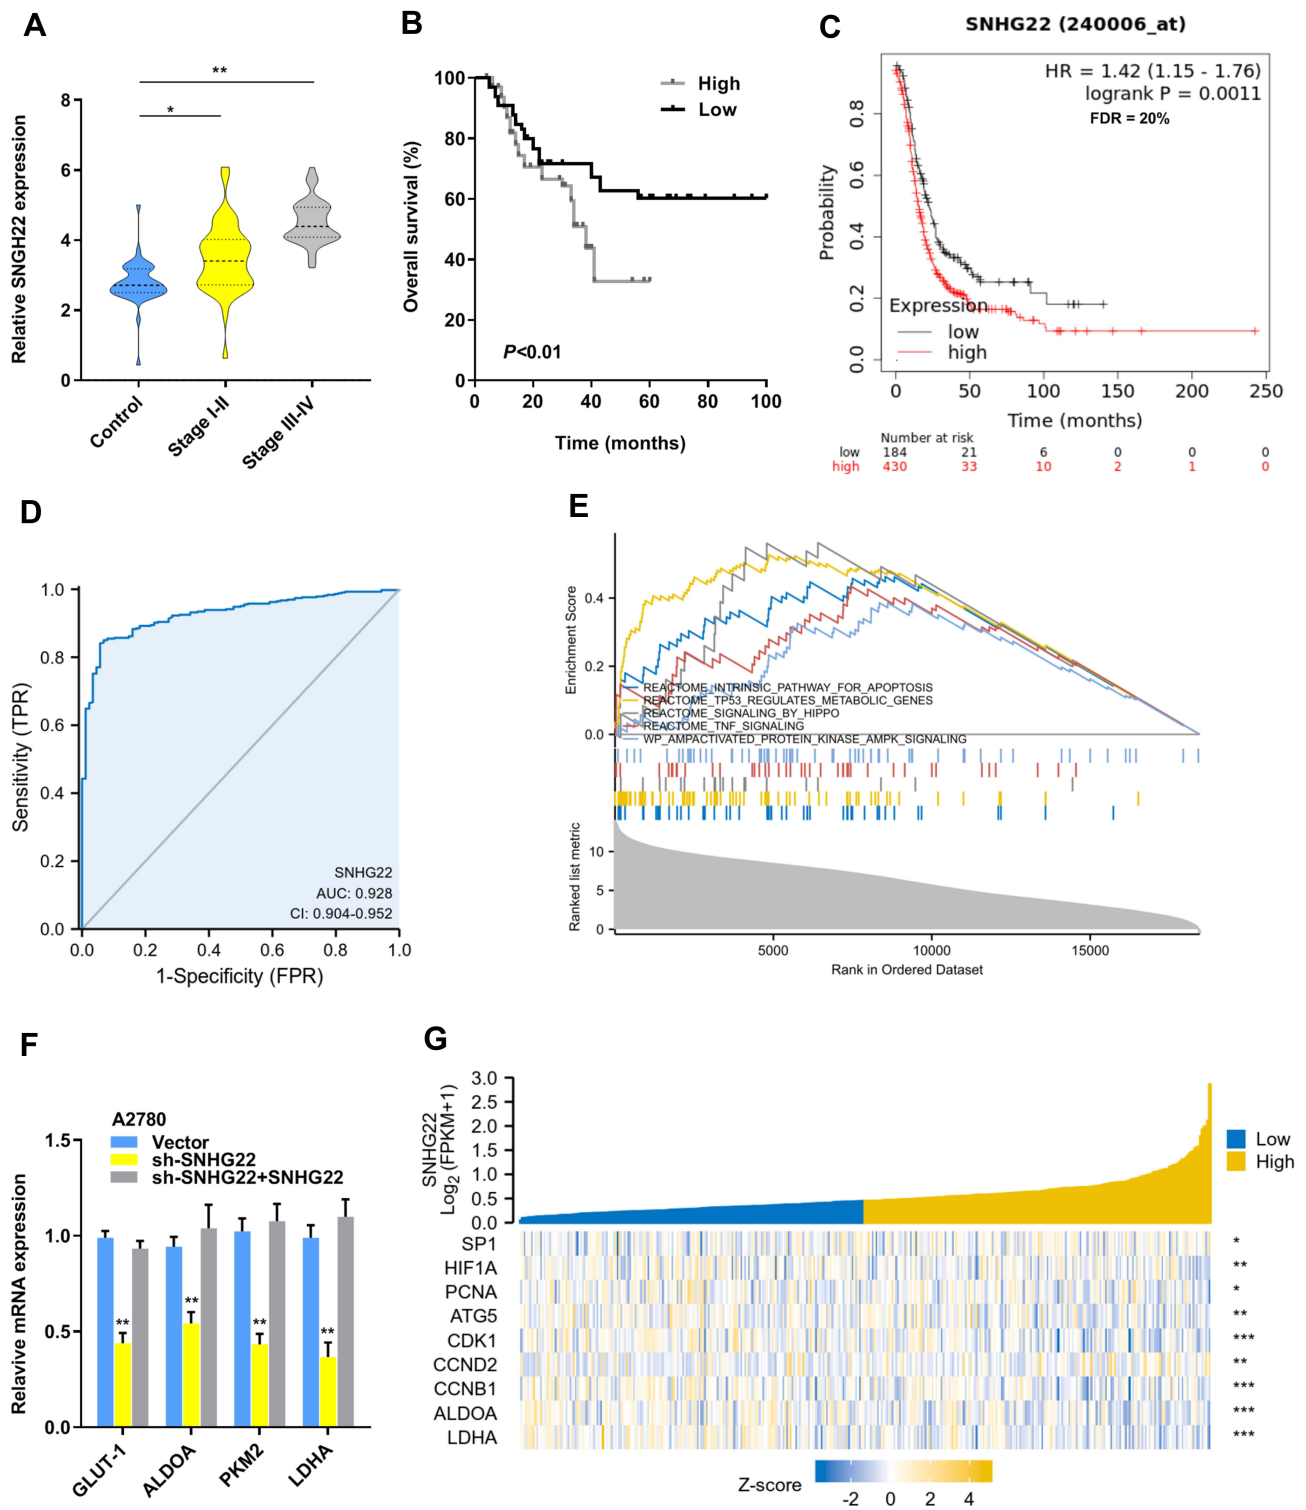 A
Relative SNGH22 expression
8
6
4
2
0
**
*
Control
Stage I-II
Stage III-IV
B
Overall survival (%)
100
80
60
40
20
0
High
Low
P<0.01
0 20 40 60 80 100
Time (months)
C
SNHG22 (240006_at)
HR = 1.42 (1.15 - 1.76)
logrank P = 0.0011
FDR = 20%
Probability
0.8
0.6
0.4
0.2
0.0
Expression
low
high
0 50 100 150 200 250
Time (months)
Number at risk
low 184 21 6 0 0 0
high 430 33 10 2 1 0
D
Sensitivity (TPR)
1.0
0.8
0.6
0.4
0.2
0.0
SNHG22
AUC: 0.928
CI: 0.904-0.952
0.0 0.2 0.4 0.6 0.8 1.0
1-Specificity (FPR)
E
Enrichment Score
0.4
0.2
0.0
REACTOME_INTRINSIC_PATHWAY_FOR_APOPTOSIS
REACTOME_TP53_REGULATES_METABOLIC_GENES
REACTOME_SIGNALING_BY_HIPPO
REACTOME_TNF_SIGNALING
WP_AMPACTIVATED_PROTEIN_KINASE_AMPK_SIGNALING
Ranked list metric
10
5
0
5000 10000 15000
Rank in Ordered Dataset
F
A2780
Vector
sh-SNHG22
sh-SNHG22+SNHG22
Relavive mRNA expression
1.5
1.0
0.5
0.0
** ** ** **
GLUT-1
ALDOA
PKM2
LDHA
G
SNHG22
Log2 (FPKM+1)
3.0
2.5
2.0
1.5
1.0
0.5
0.0
Low
High
SP1 *
HIF1A **
PCNA *
ATG5 **
CDK1 ***
CCND2 **
CCNB1 ***
ALDOA ***
LDHA ***
Z-score
-2 0 2 4